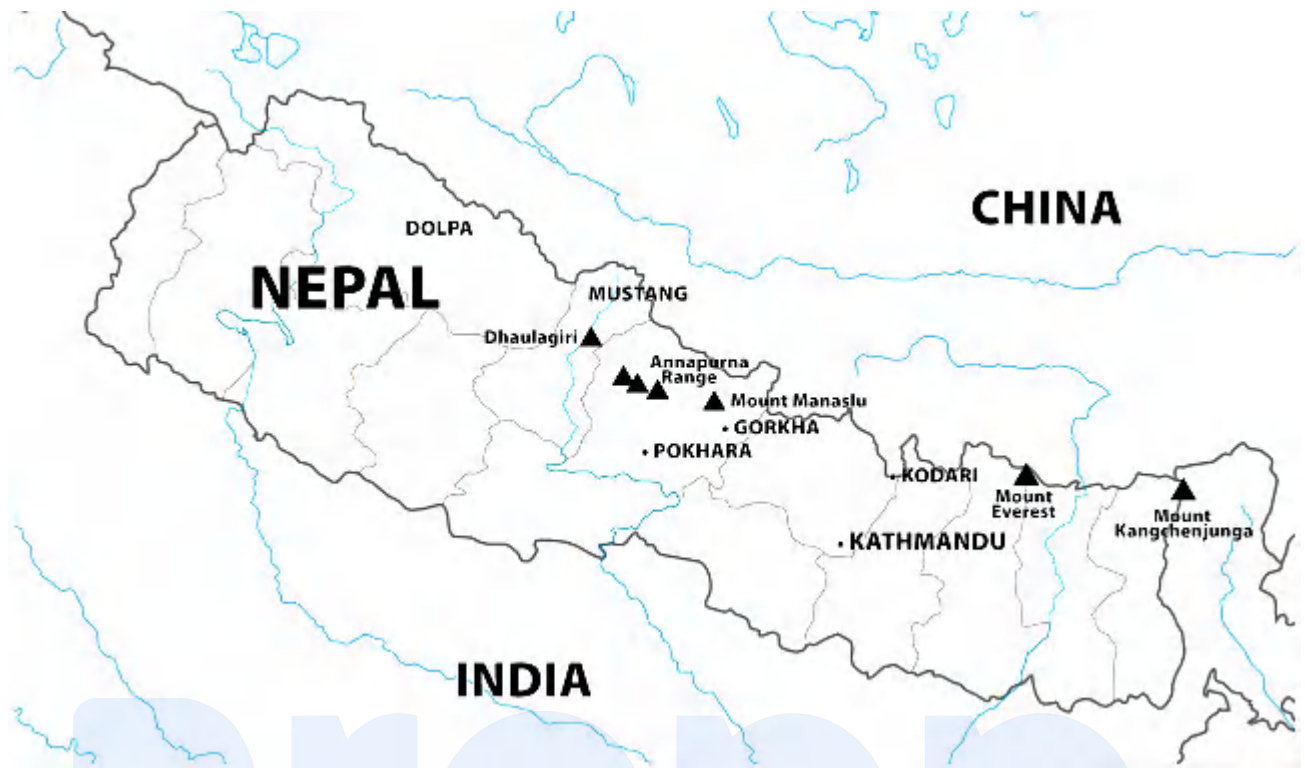 CHINA
DOLPA
NEPAL
MUSTANG
Dhaulagiri
Annapurna
Range
Mount Manaslu
GORKHA
POKHARA
KODARI
Mount
Everest
Mount
Kangchenjunga
KATHMANDU
INDIA